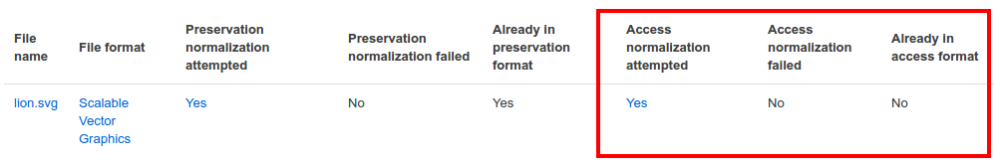 File name
File format
Preservation normalization attempted
Preservation normalization failed
Already in preservation format
Access normalization attempted
Access normalization failed
Already in access format
lion.svg
Scalable Vector Graphics
Yes
No
Yes
Yes
No
No